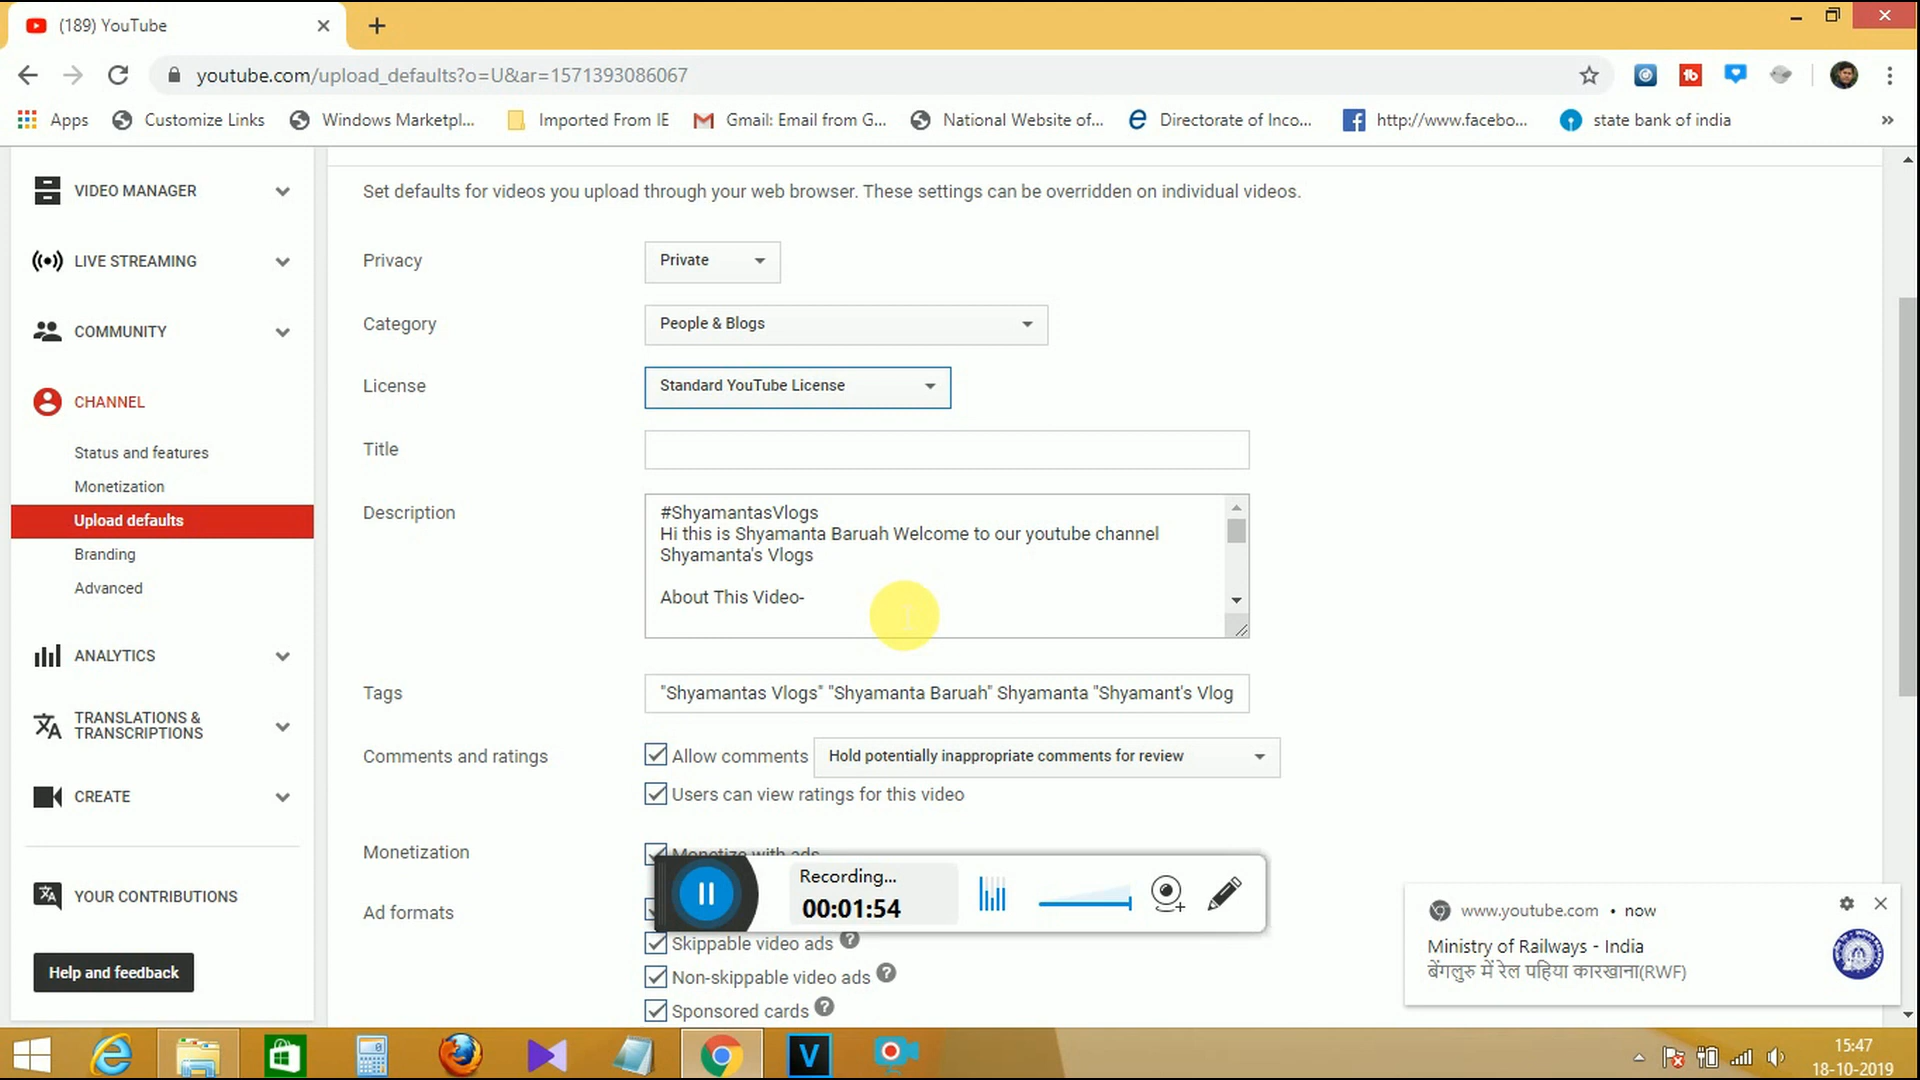 (189) YouTube
youtube.com/upload_defaults?o=U&ar=1571393086067
Apps Customize Links Windows Marketpl... Imported From IE Gmail: Email from G... National Website of... Directorate of Inco... http://www.facebo... state bank of india »
VIDEO MANAGER
LIVE STREAMING
COMMUNITY
CHANNEL
Status and features
Monetization
Upload defaults
Branding
Advanced
ANALYTICS
TRANSLATIONS &
TRANSCRIPTIONS
CREATE
YOUR CONTRIBUTIONS
Help and feedback
Set defaults for videos you upload through your web browser. These settings can be overridden on individual videos.
Privacy Private
Category People & Blogs
License Standard YouTube License
Title
Description
#ShyamantasVlogs
Hi this is Shyamanta Baruah Welcome to our youtube channel
Shyamanta's Vlogs
About This Video-
Tags "Shyamantas Vlogs" "Shyamanta Baruah" Shyamanta "Shyamant's Vlog
Comments and ratings Allow comments Hold potentially inappropriate comments for review
Users can view ratings for this video
Monetization Monetize with ads
Ad formats
Skippable video ads ?
Non-skippable video ads ?
Sponsored cards ?
Recording...
00:01:54
www.youtube.com • now
Ministry of Railways - India
बेंगलुरु में रेल पहिया कारखाना(RWF)
15:47
18-10-2019